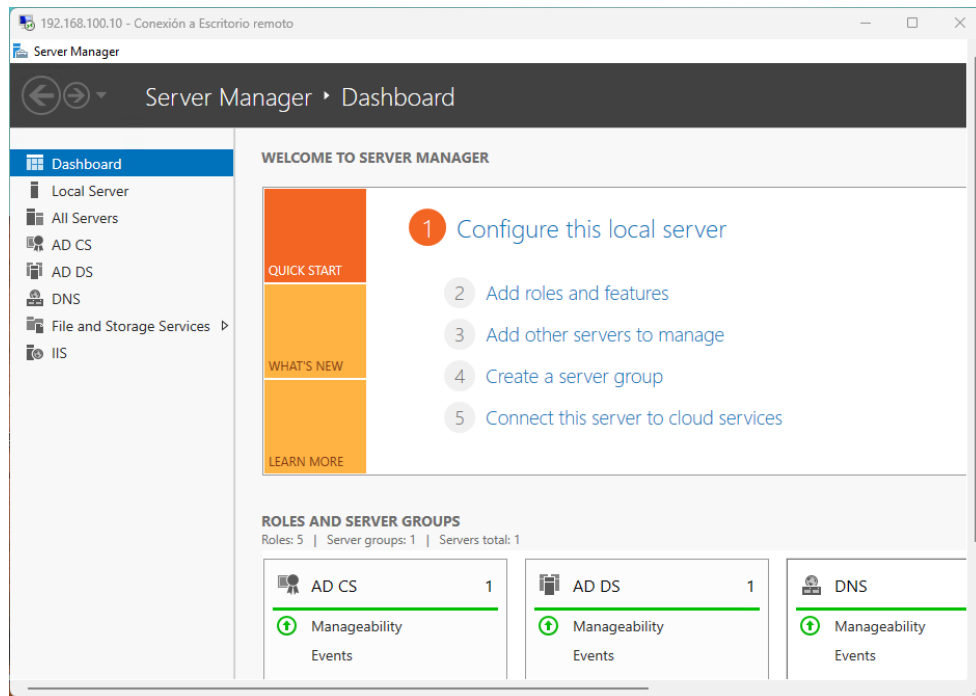 192.168.100.10 - Conexión a Escritorio remoto
Server Manager
Server Manager ‣ Dashboard
Dashboard
Local Server
All Servers
AD CS
AD DS
DNS
File and Storage Services
IIS
WELCOME TO SERVER MANAGER
QUICK START
WHAT'S NEW
LEARN MORE
1 Configure this local server
2 Add roles and features
3 Add other servers to manage
4 Create a server group
5 Connect this server to cloud services
ROLES AND SERVER GROUPS
Roles: 5 | Server groups: 1 | Servers total: 1
AD CS 1
Manageability
Events
AD DS 1
Manageability
Events
DNS
Manageability
Events